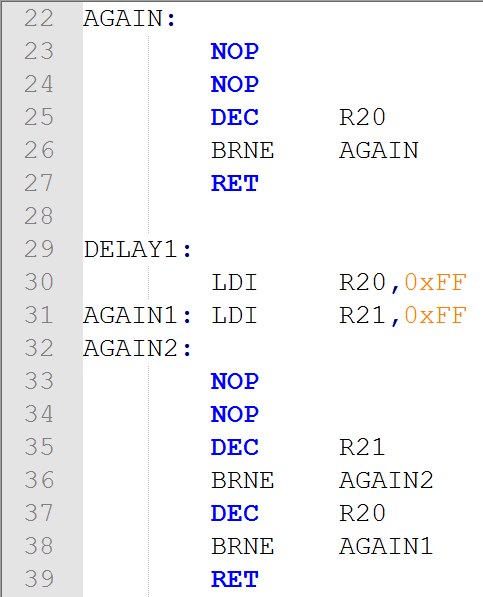 22 AGAIN:
23 NOP
24 NOP
25 DEC R20
26 BRNE AGAIN
27 RET
28
29 DELAY1:
30 LDI R20,0xFF
31 AGAIN1: LDI R21,0xFF
32 AGAIN2:
33 NOP
34 NOP
35 DEC R21
36 BRNE AGAIN2
37 DEC R20
38 BRNE AGAIN1
39 RET